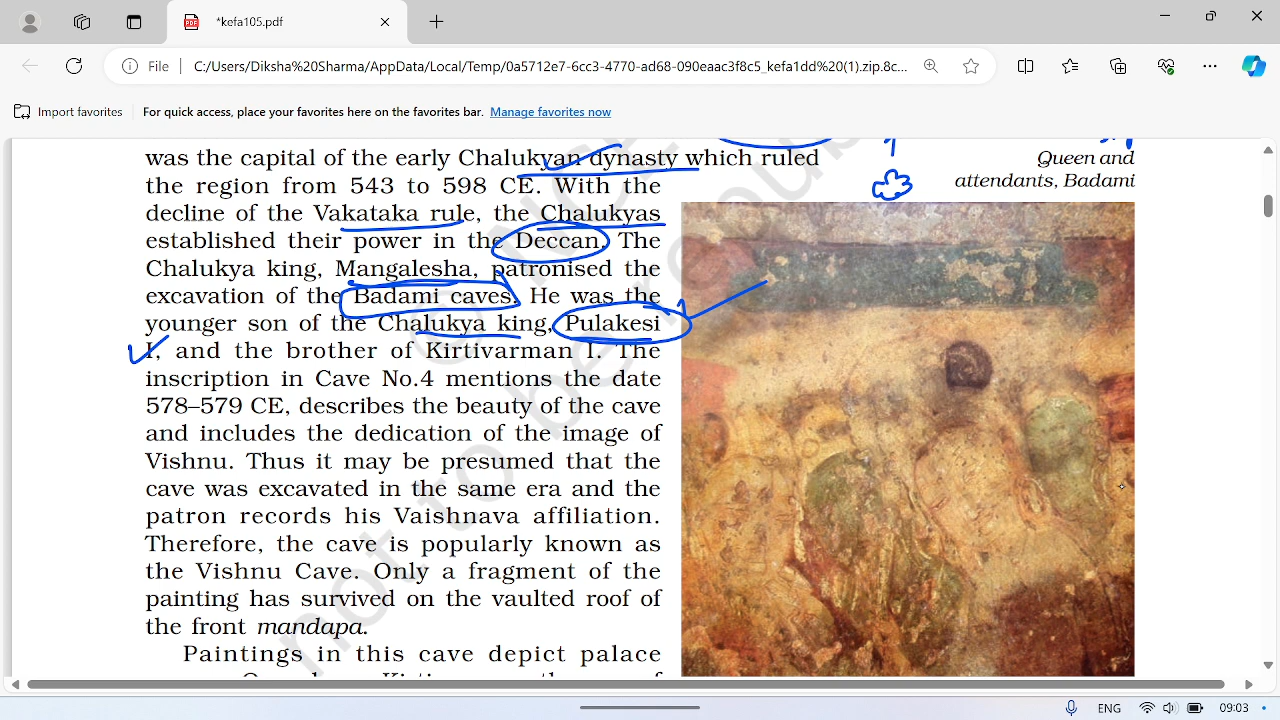 *kefa105.pdf
File
C:/Users/Diksha%20Sharma/AppData/Local/Temp/0a5712e7-6cc3-4770-ad68-090eaac3f8c5_kefa1dd%20(1).zip.8c...
Import favorites
For quick access, place your favorites here on the favorites bar. Manage favorites now
was the capital of the early Chalukyan dynasty which ruled
the region from 543 to 598 CE. With the
decline of the Vakataka rule, the Chalukyas
established their power in the Deccan. The
Chalukya king, Mangalesha, patronised the
excavation of the Badami caves. He was the
younger son of the Chalukya king, Pulakesi
I, and the brother of Kirtivarman I. The
inscription in Cave No.4 mentions the date
578–579 CE, describes the beauty of the cave
and includes the dedication of the image of
Vishnu. Thus it may be presumed that the
cave was excavated in the same era and the
patron records his Vaishnava affiliation.
Therefore, the cave is popularly known as
the Vishnu Cave. Only a fragment of the
painting has survived on the vaulted roof of
the front mandapa.
Paintings in this cave depict palace
Queen and
attendants, Badami
not to be
ENG
09:03